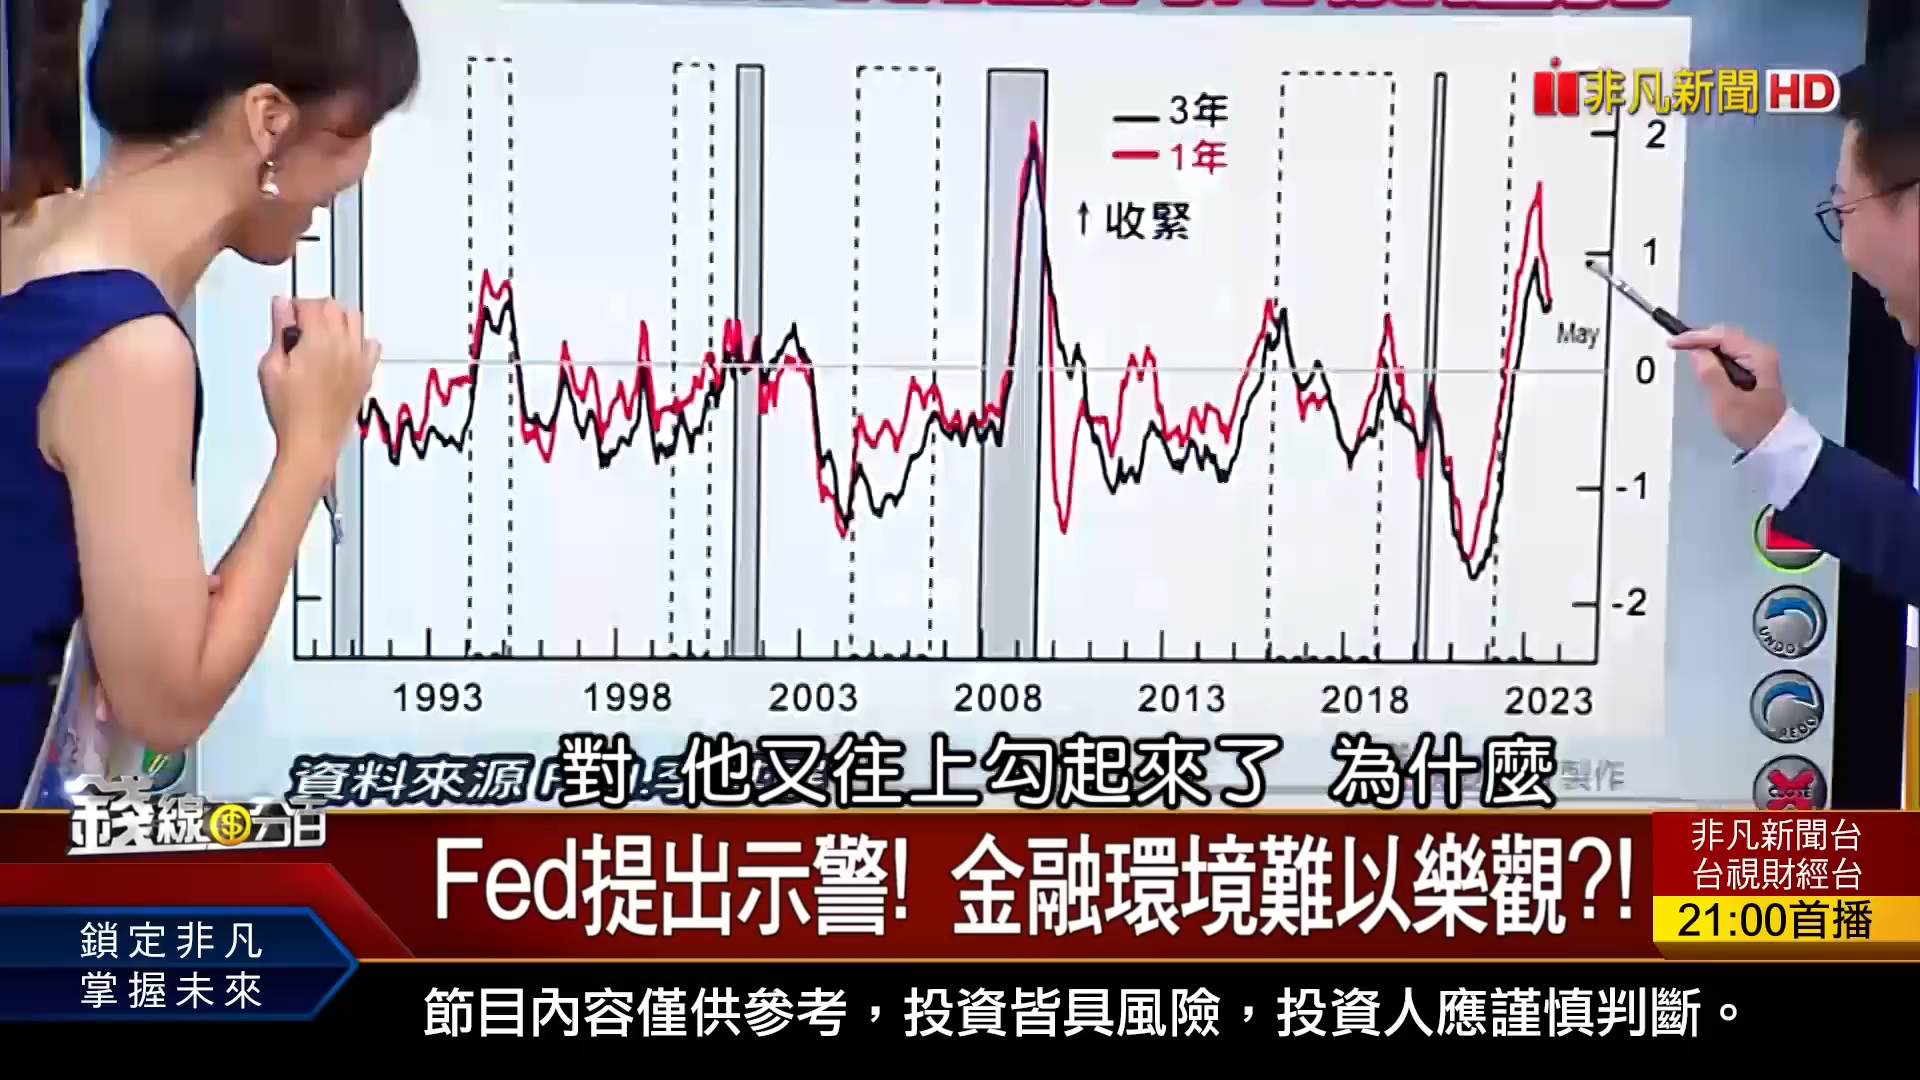 非凡新聞 HD
3年
1年
↑收緊
2
1
May
0
-1
-2
1993 1998 2003 2008 2013 2018 2023
資料來源
製作
對 他又往上勾起來了 為什麼
UNDO
REDO
CLOSE
錢線百分百
Fed提出示警! 金融環境難以樂觀?!
非凡新聞台
台視財經台
21:00首播
鎖定非凡
掌握未來
節目內容僅供參考，投資皆具風險，投資人應謹慎判斷。